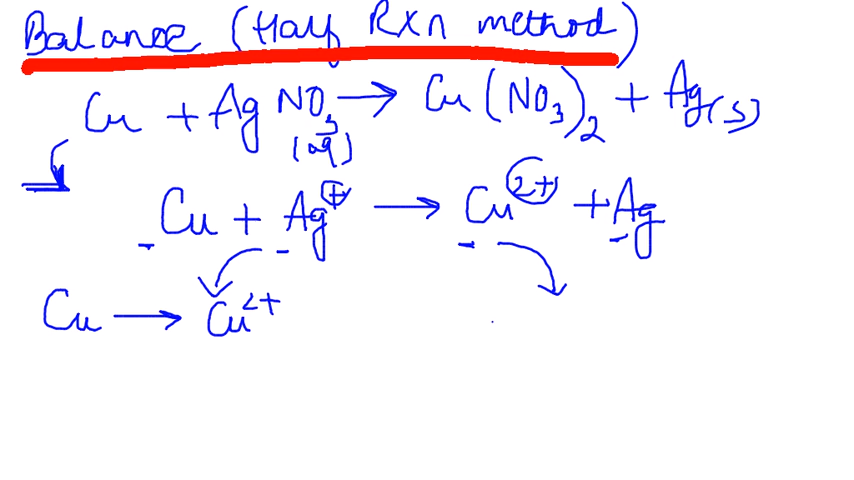 Balance (Half Rxn method)
Cu + AgNO₃ → Cu(NO₃)₂ + Ag(s)
(aq)
Cu + Ag⁺ → Cu²⁺ + Ag
Cu → Cu²⁺